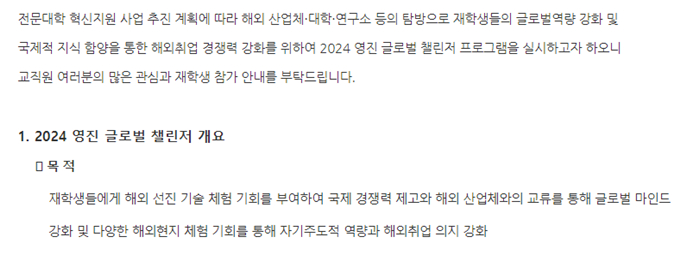 전문대학 혁신지원 사업 추진 계획에 따라 해외 산업체·대학·연구소 등의 탐방으로 재학생들의 글로벌역량 강화 및
국제적 지식 함양을 통한 해외취업 경쟁력 강화를 위하여 2024 영진 글로벌 챌린저 프로그램을 실시하고자 하오니
교직원 여러분의 많은 관심과 재학생 참가 안내를 부탁드립니다.
1. 2024 영진 글로벌 챌린저 개요
▯ 목 적
재학생들에게 해외 선진 기술 체험 기회를 부여하여 국제 경쟁력 제고와 해외 산업체와의 교류를 통해 글로벌 마인드
강화 및 다양한 해외현지 체험 기회를 통해 자기주도적 역량과 해외취업 의지 강화